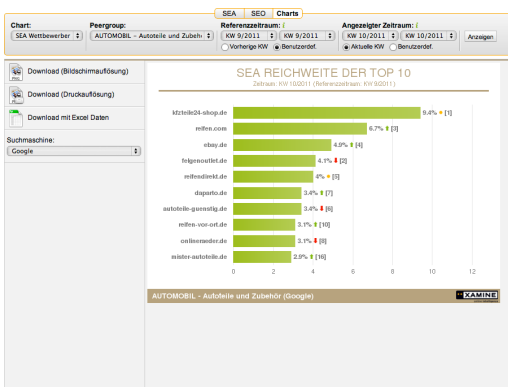 SEA SEO Charts
Chart: Peergroup: Referenzzeitraum: i Angezeigter Zeitraum: i
SEA Wettbewerber AUTOMOBIL - Autoteile und Zubehö KW 9/2011 KW 9/2011 KW 10/2011 KW 10/2011 Anzeigen
Vorherige KW Benutzerdef. Aktuelle KW Benutzerdef.
Download (Bildschirmauflösung)
Download (Druckauflösung)
Download mit Excel Daten
Suchmaschine:
Google
SEA REICHWEITE DER TOP 10
Zeitraum: KW 10/2011 (Referenzzeitraum: KW 9/2011)
kfzteile24-shop.de 9.4% [1]
reifen.com 6.7% [3]
ebay.de 4.9% [4]
felgenoutlet.de 4.1% [2]
reifendirekt.de 4% [5]
daparto.de 3.4% [7]
autoteile-guenstig.de 3.4% [6]
reifen-vor-ort.de 3.1% [10]
onlineraeder.de 3.1% [8]
mister-autoteile.de 2.9% [16]
0 2 4 6 8 10 12
AUTOMOBIL - Autoteile und Zubehör (Google)
XAMINE